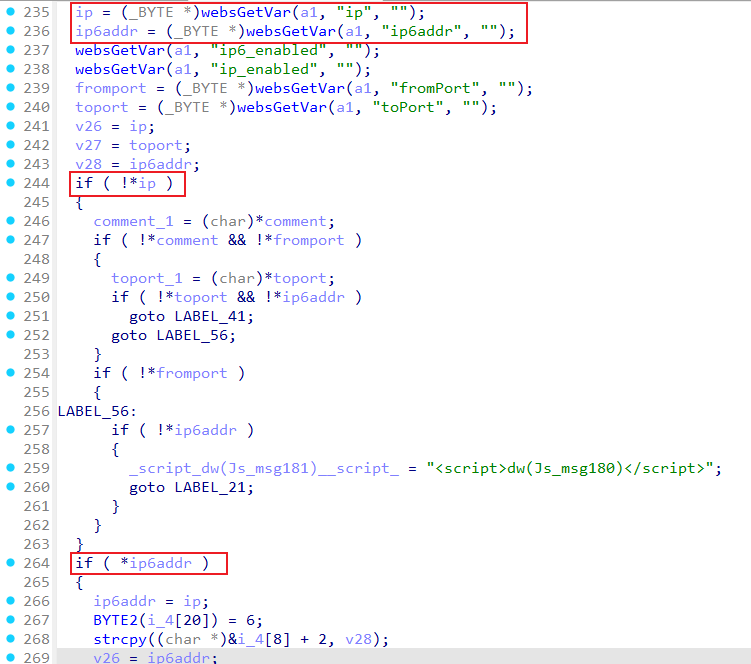 235 ip = (_BYTE *)websGetVar(a1, "ip", "");
236 ip6addr = (_BYTE *)websGetVar(a1, "ip6addr", "");
237 websGetVar(a1, "ip6_enabled", "");
238 websGetVar(a1, "ip_enabled", "");
239 fromport = (_BYTE *)websGetVar(a1, "fromPort", "");
240 toport = (_BYTE *)websGetVar(a1, "toPort", "");
241 v26 = ip;
242 v27 = toport;
243 v28 = ip6addr;
244 if ( !*ip )
245 {
246 comment_1 = (char)*comment;
247 if ( !*comment && !*fromport )
248 {
249 toport_1 = (char)*toport;
250 if ( !*toport && !*ip6addr )
251 goto LABEL_41;
252 goto LABEL_56;
253 }
254 if ( !*fromport )
255 {
256 LABEL_56:
257 if ( !*ip6addr )
258 {
259 _script_dw(Js_msg181)__script_ = "<script>dw(Js_msg180)</script>";
260 goto LABEL_21;
261 }
262 }
263 }
264 if ( *ip6addr )
265 {
266 ip6addr = ip;
267 BYTE2(i_4[20]) = 6;
268 strcpy((char *)&i_4[8] + 2, v28);
269 v26 = ip6addr;